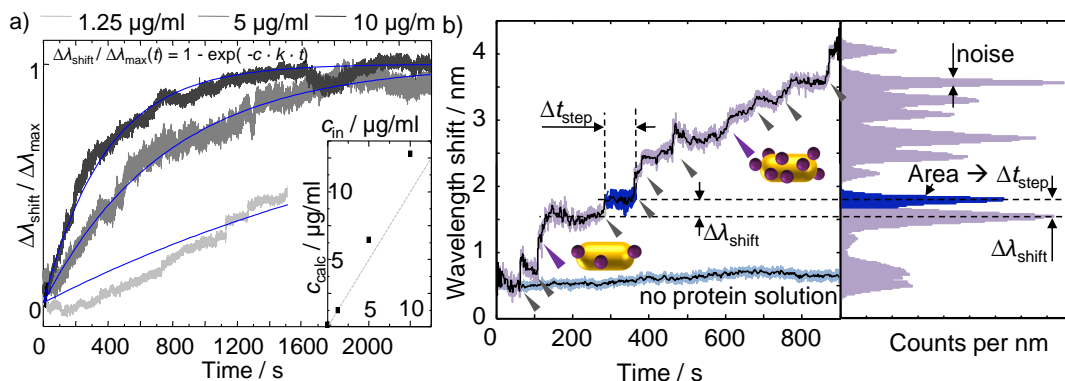 a)
1.25 µg/ml 5 µg/ml 10 µg/m
Δλshift / Δλmax(t) = 1 - exp( -c · k · t)
Δλshift / Δλmax
1
0
0 400 800 1200 1600 2000
Time / s
cin / µg/ml
ccalc / µg/ml
10
5
5 10
b)
Wavelength shift / nm
4
3
2
1
0
0 200 400 600 800
Time / s
Δtstep
Δλshift
no protein solution
noise
Area → Δtstep
Δλshift
Counts per nm